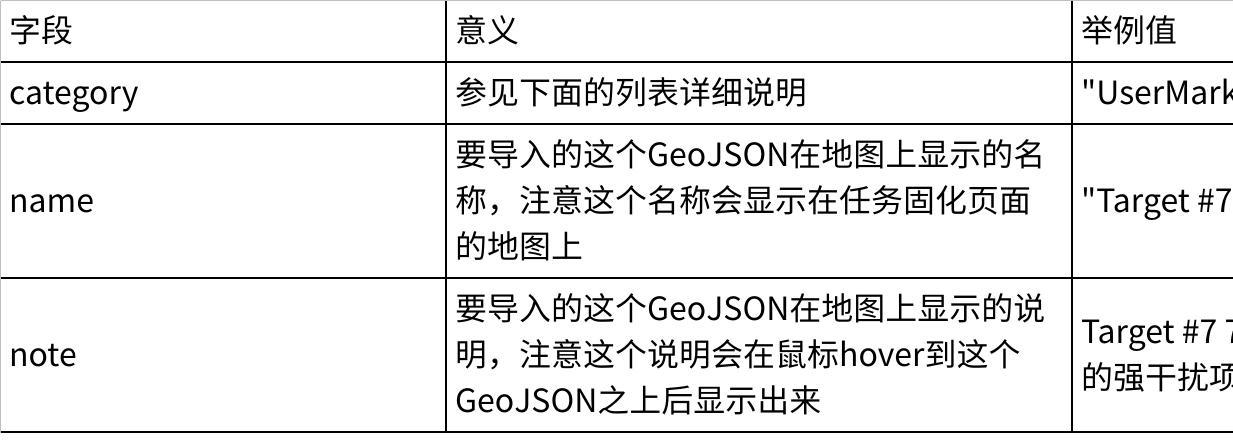 字段 意义 举例值
category 参见下面的列表详细说明 "UserMark
要导入的这个GeoJSON在地图上显示的名
name 称，注意这个名称会显示在任务固化页面 "Target #7
的地图上
要导入的这个GeoJSON在地图上显示的说
note 明，注意这个说明会在鼠标hover到这个 Target #7
GeoJSON之上后显示出来 的强干扰项